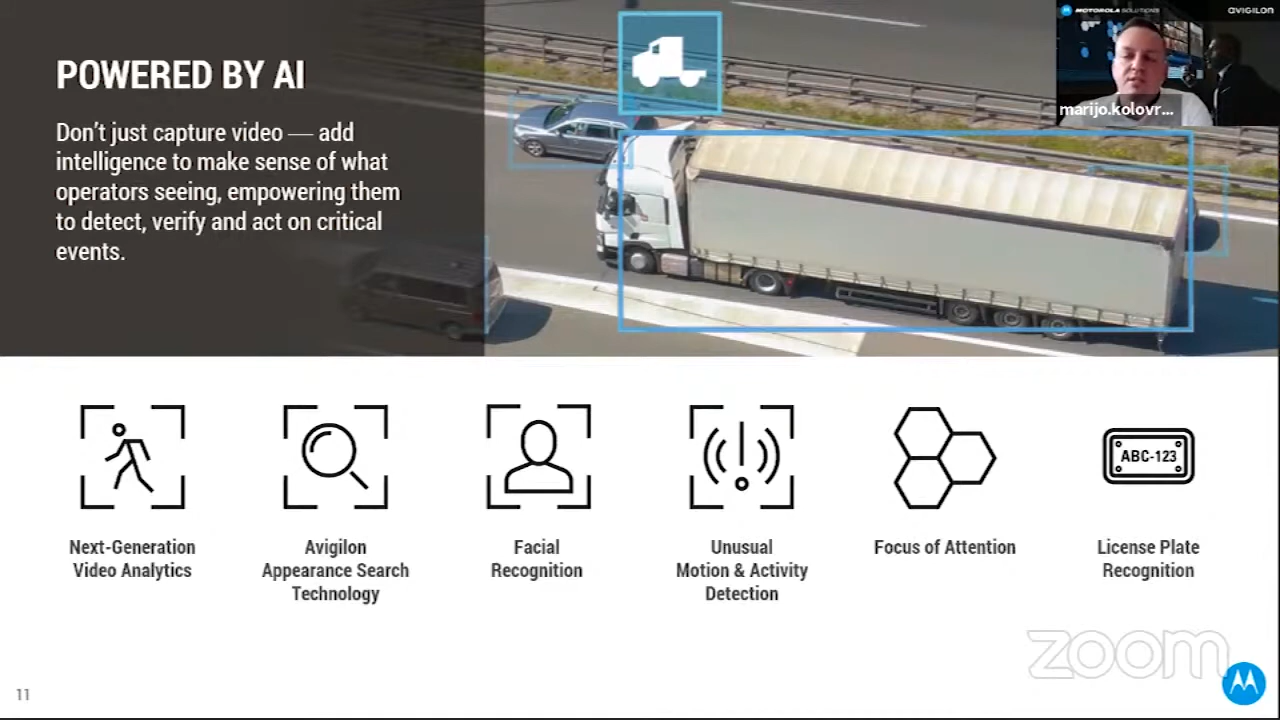 POWERED BY AI
Don't just capture video — add
intelligence to make sense of what
operators seeing, empowering them
to detect, verify and act on critical
events.
MOTOROLA SOLUTIONS
AVIGILON
marijo.kolovr...
ABC-123
Next-Generation
Video Analytics
Avigilon
Appearance Search
Technology
Facial
Recognition
Unusual
Motion & Activity
Detection
Focus of Attention
License Plate
Recognition
zoom
11